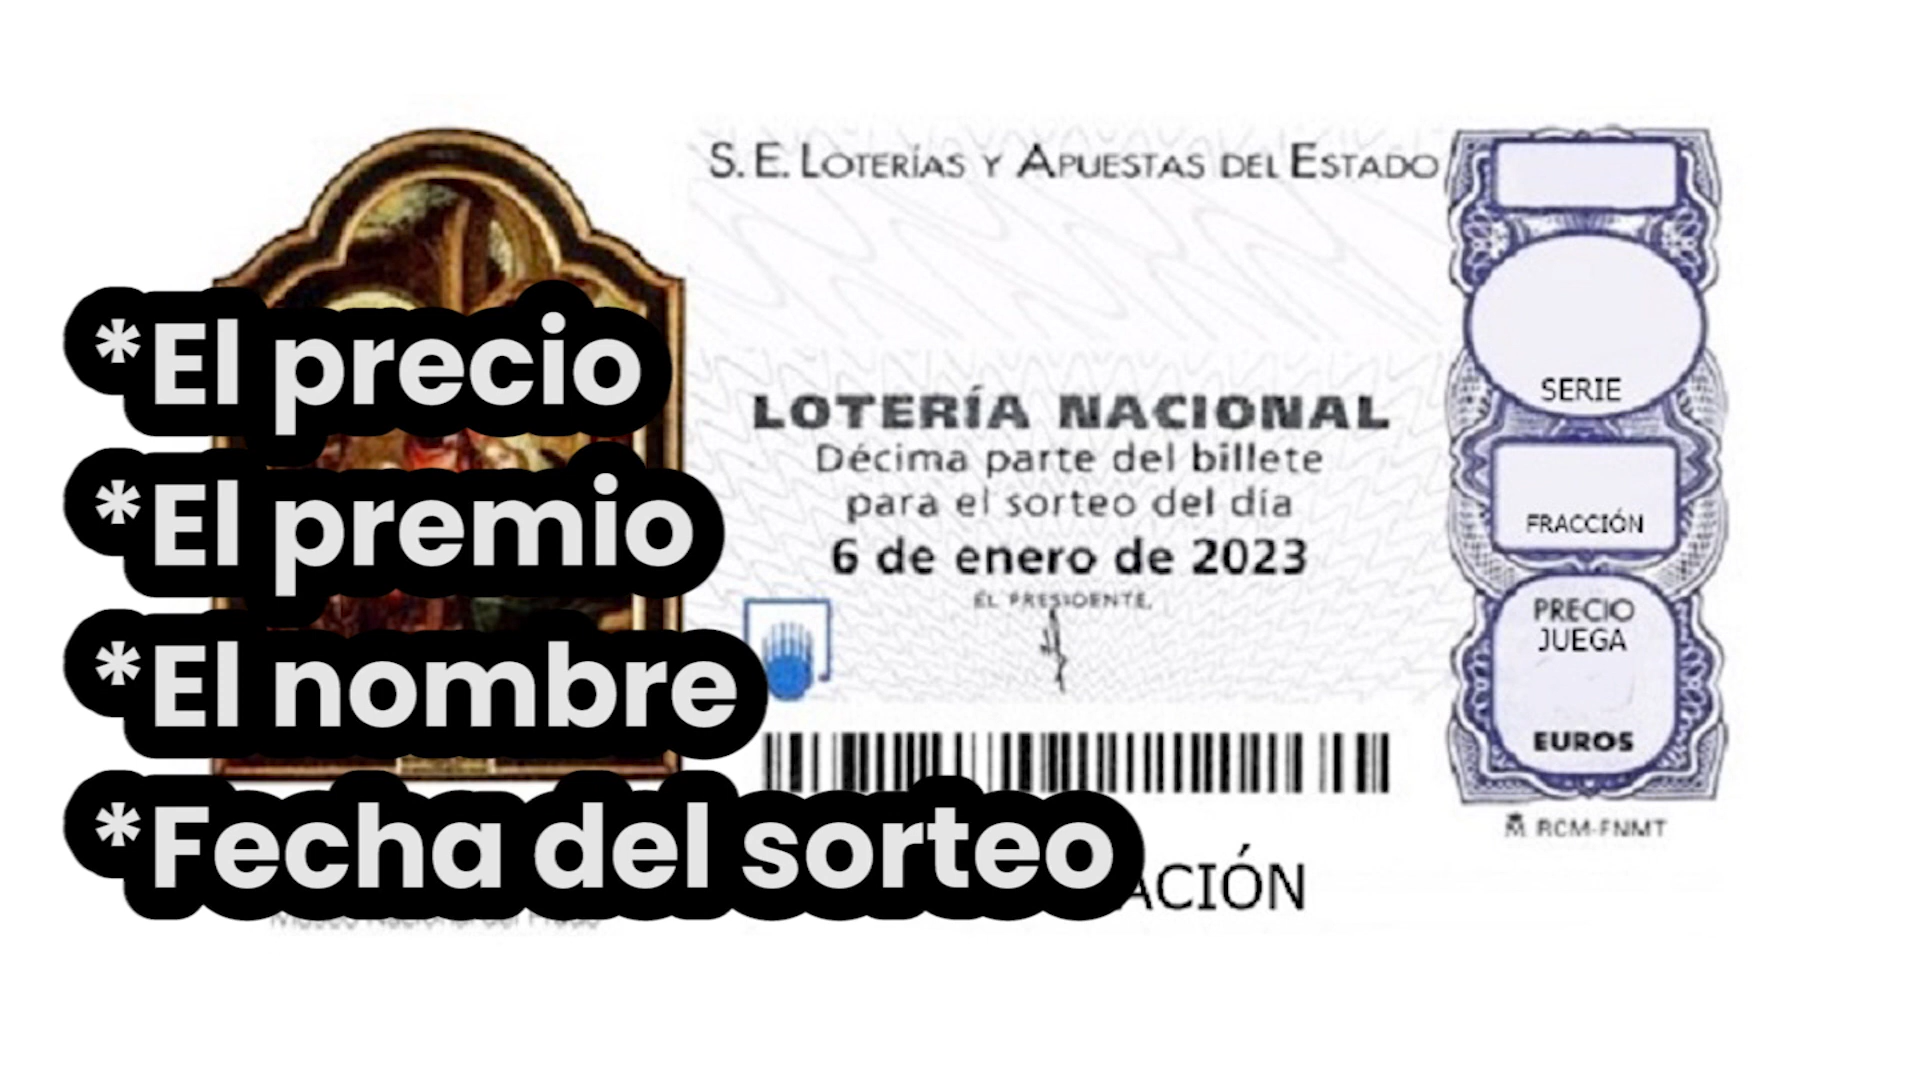 S. E. LOTERÍAS Y APUESTAS DEL ESTADO
*El precio
*El premio
*El nombre
*Fecha del sorteo
LOTERÍA NACIONAL
Décima parte del billete
para el sorteo del día
6 de enero de 2023
EL PRESIDENTE,
SERIE
FRACCIÓN
PRECIO
JUEGA
EUROS
RCM-FNMT
ACIÓN